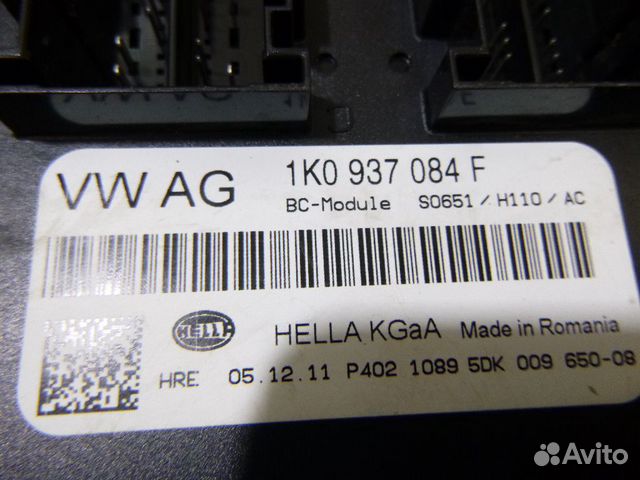 VW AG
1K0 937 084 F
BC-Module S0651 / H110 / AC
HELLA
HELLA KGaA Made in Romania
HRE 05.12.11 P402 1089 5DK 009 650-08
Avito